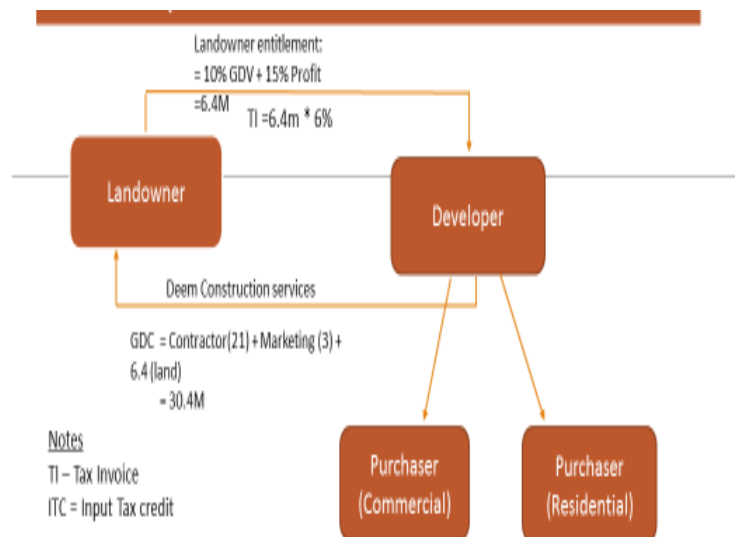 Landowner entitlement:
= 10% GDV + 15% Profit
=6.4M
TI =6.4m * 6%
Landowner
Developer
Deem Construction services
GDC = Contractor(21) + Marketing (3) +
6.4 (land)
= 30.4M
Notes
TI – Tax Invoice
ITC = Input Tax credit
Purchaser
(Commercial)
Purchaser
(Residential)